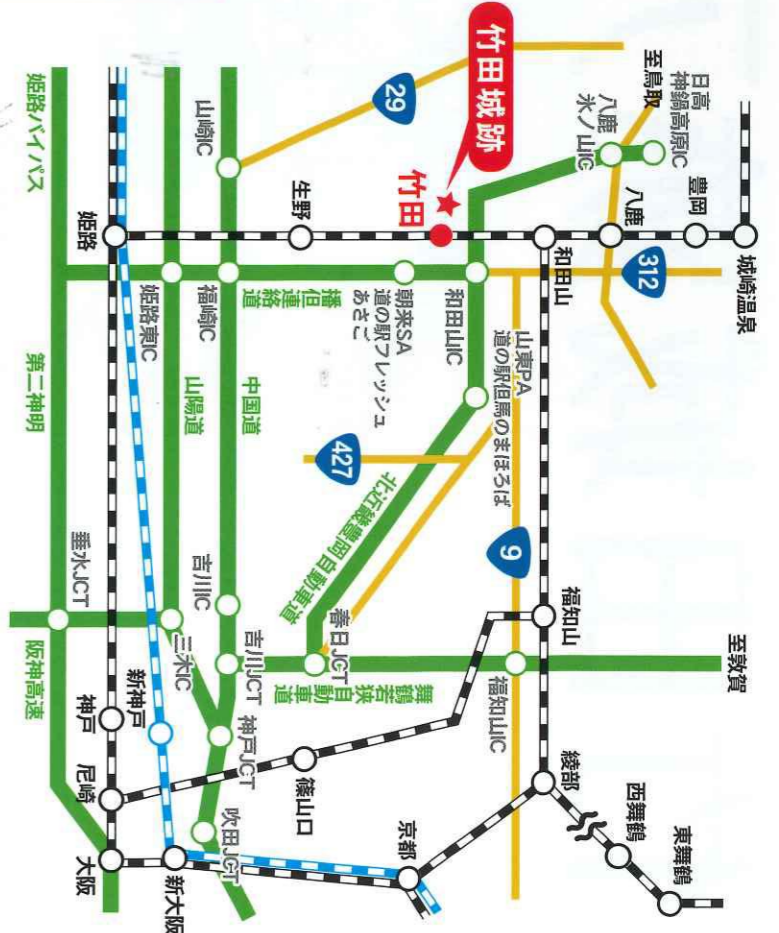 竹田城跡
竹田
至鳥取
日高
神鍋高原IC
八鹿
氷ノ山IC
豊岡
城崎温泉
八鹿
29
山崎IC
生野
和田山
312
姫路バイパス
姫路
姫路東IC
福崎IC
播但連絡道
朝来SA
道の駅フレッシュ
あさご
和田山IC
山東PA
道の駅但馬のまほろば
第二神明
山陽道
中国道
427
北近畿豊岡自動車道
9
福知山
垂水JCT
三木IC
吉川IC
吉川JCT
春日JCT
舞鶴若狭自動車道
福知山IC
至敦賀
阪神高速
神戸
新神戸
神戸JCT
篠山口
綾部
西舞鶴
東舞鶴
尼崎
大阪
新大阪
吹田JCT
京都